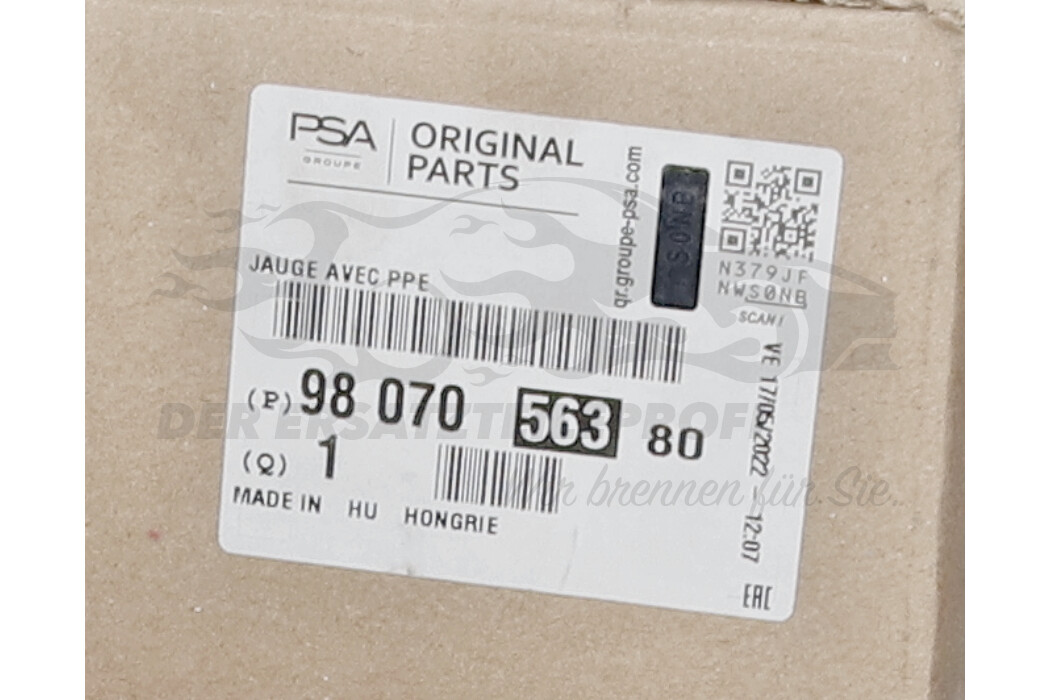 PSA
GROUPE
ORIGINAL
PARTS
qr.groupe-psa.com
S0NB
N379JF
NWS0NB
SCAN!
JAUGE AVEC PPE
(P) 98 070 563 80
(Q) 1
MADE IN HU HONGRIE
VE 17/05/2022 - 12:07
EAC
DER ERSATZTEILEPROFI
Wir brennen für Sie.